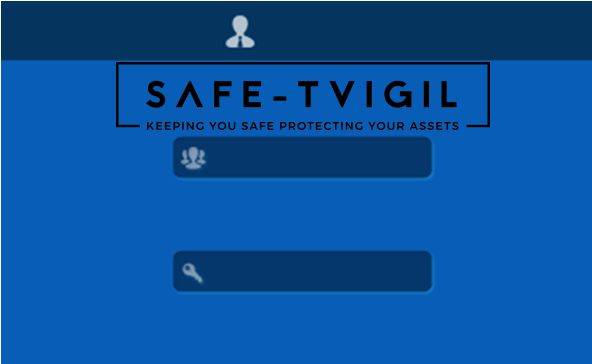 SAFE-TVIGIL
KEEPING YOU SAFE PROTECTING YOUR ASSETS